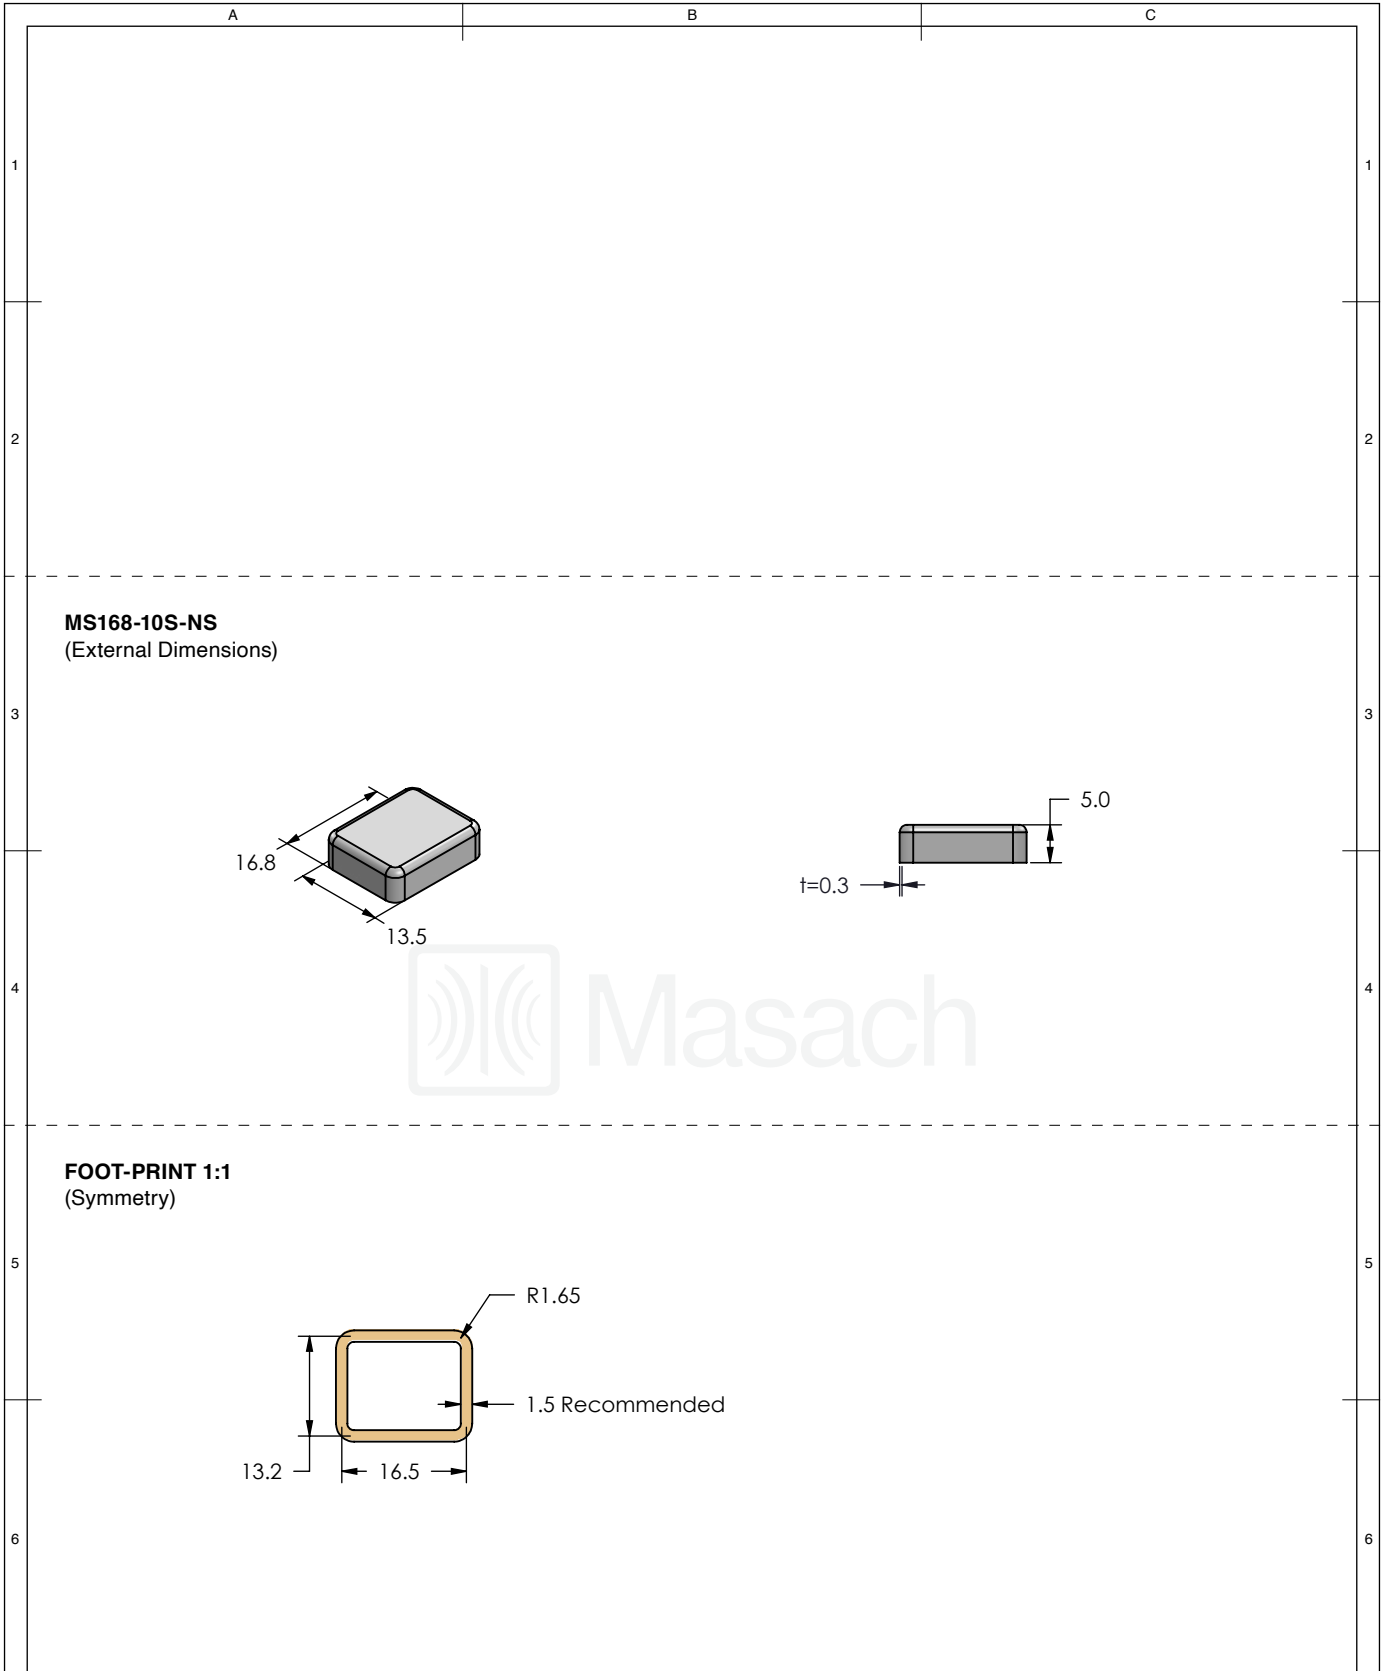 A B C
1 1
2 2
MS168-10S-NS
(External Dimensions)
3 3
5.0
16.8
t=0.3
13.5
Masach
4 4
FOOT-PRINT 1:1
(Symmetry)
5 5
R1.65
1.5 Recommended
13.2 16.5
6 6